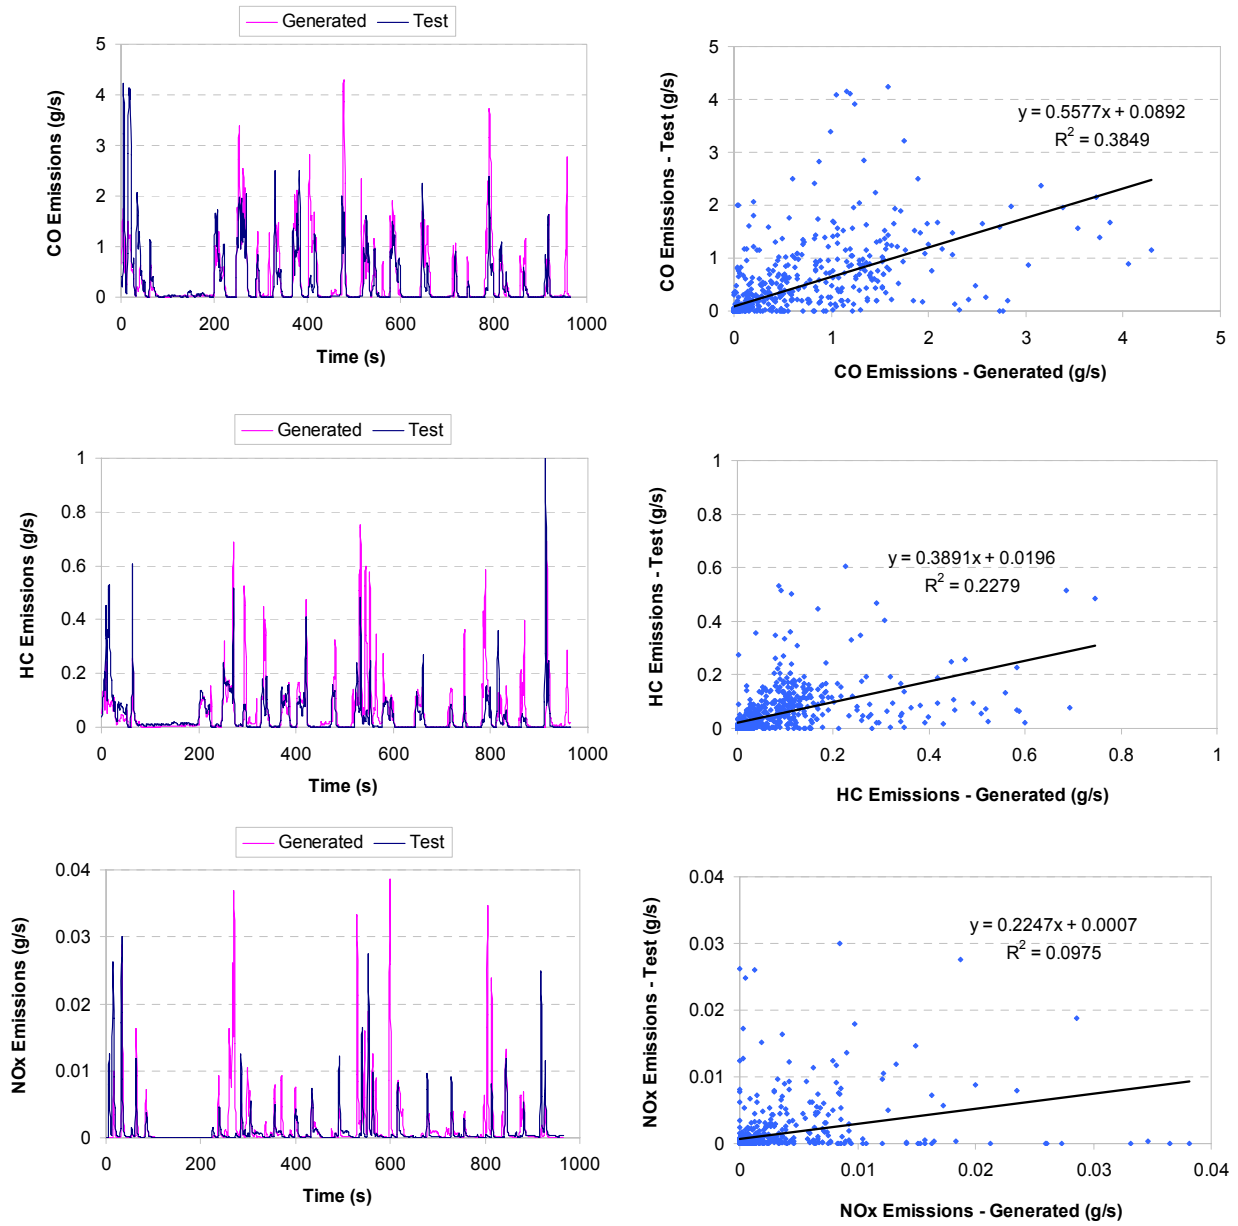 Generated Test
5
4
3
2
1
0
0 200 400 600 800 1000
CO Emissions (g/s)
Time (s)
5
4
3
2
1
0
0 1 2 3 4 5
CO Emissions - Test (g/s)
y = 0.5577x + 0.0892
R² = 0.3849
CO Emissions - Generated (g/s)
Generated Test
1
0.8
0.6
0.4
0.2
0
0 200 400 600 800 1000
HC Emissions (g/s)
Time (s)
1
0.8
0.6
0.4
0.2
0
0 0.2 0.4 0.6 0.8 1
HC Emissions - Test (g/s)
y = 0.3891x + 0.0196
R² = 0.2279
HC Emissions - Generated (g/s)
Generated Test
0.04
0.03
0.02
0.01
0
0 200 400 600 800 1000
NOx Emissions (g/s)
Time (s)
0.04
0.03
0.02
0.01
0
0 0.01 0.02 0.03 0.04
NOx Emissions - Test (g/s)
y = 0.2247x + 0.0007
R² = 0.0975
NOx Emissions - Generated (g/s)